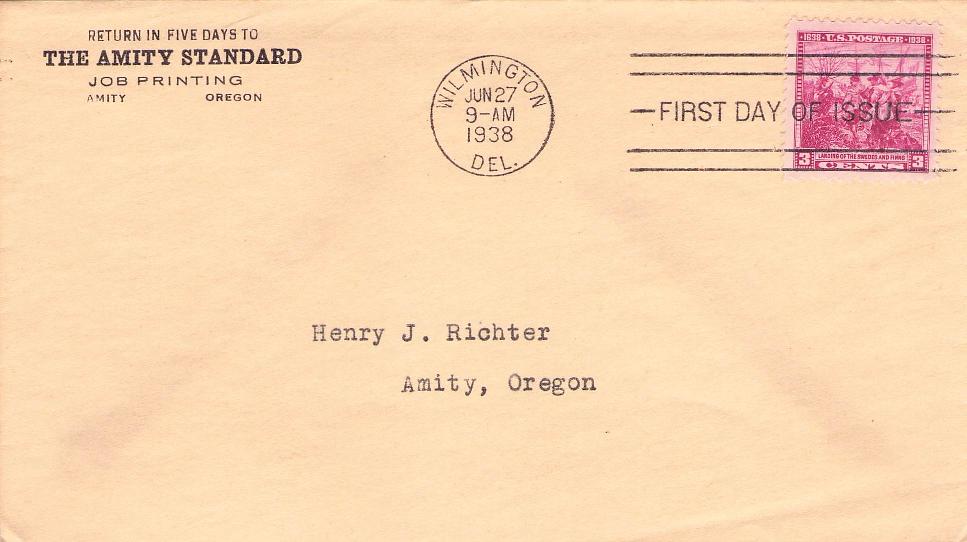 RETURN IN FIVE DAYS TO
THE AMITY STANDARD
JOB PRINTING
AMITY OREGON
WILMINGTON
JUN 27
9-AM
1938
DEL.
FIRST DAY OF ISSUE
1638 U.S. POSTAGE 1938
LANDING OF THE SWEDES AND FINNS
3 CENTS 3
Henry J. Richter
Amity, Oregon